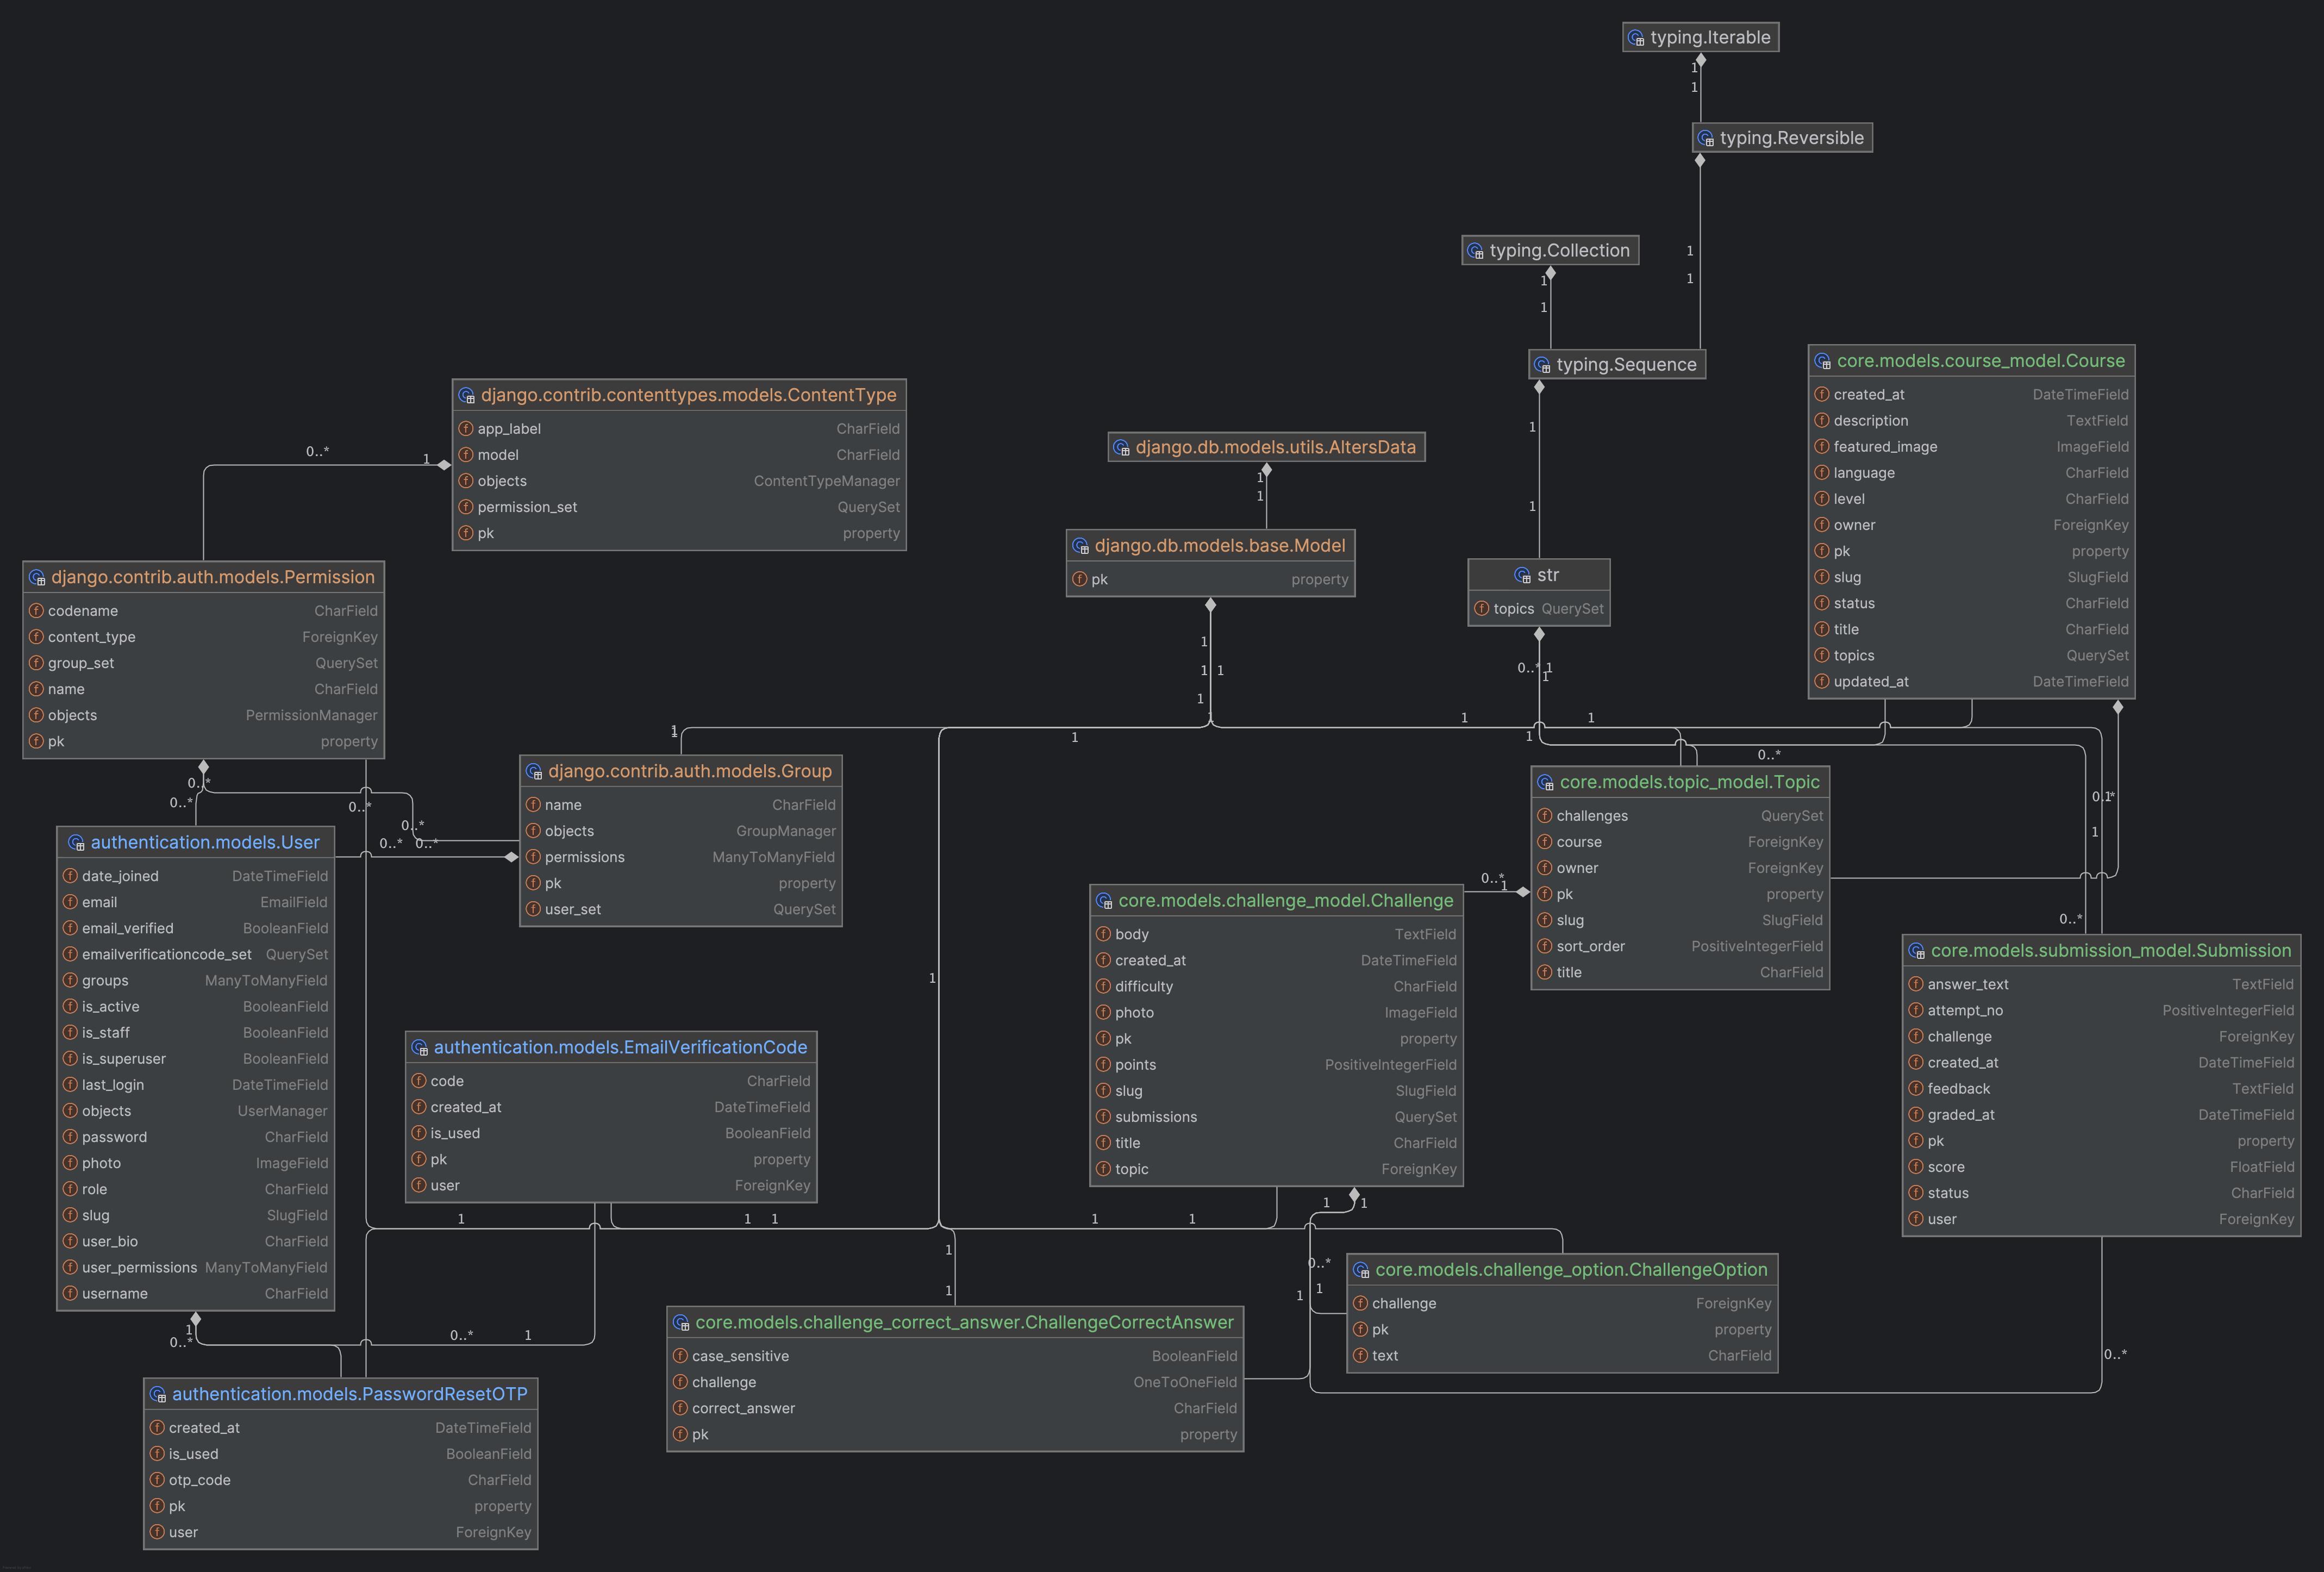 typing.Iterable
1
1
typing.Reversible
1
1
typing.Collection
1
1
typing.Sequence
1
1
core.models.course_model.Course
created_at DateTimeField
description TextField
featured_image ImageField
language CharField
level CharField
owner ForeignKey
pk property
slug SlugField
status CharField
title CharField
topics QuerySet
updated_at DateTimeField
django.contrib.contenttypes.models.ContentType
app_label CharField
model CharField
objects ContentTypeManager
permission_set QuerySet
pk property
0..* 1
django.db.models.utils.AltersData
1
1
django.db.models.base.Model
pk property
str
topics QuerySet
django.contrib.auth.models.Permission
codename CharField
content_type ForeignKey
group_set QuerySet
name CharField
objects PermissionManager
pk property
1
1 1
1
1
0..* 1
1
1
1
1
1
1
0..*
0..*
0..*
0..*
0..*
0..* 0..*
django.contrib.auth.models.Group
name CharField
objects GroupManager
permissions ManyToManyField
pk property
user_set QuerySet
core.models.topic_model.Topic
challenges QuerySet
course ForeignKey
owner ForeignKey
pk property
slug SlugField
sort_order PositiveIntegerField
title CharField
0..*
1
1
0..*
authentication.models.User
date_joined DateTimeField
email EmailField
email_verified BooleanField
emailverificationcode_set QuerySet
groups ManyToManyField
is_active BooleanField
is_staff BooleanField
is_superuser BooleanField
last_login DateTimeField
objects UserManager
password CharField
photo ImageField
role CharField
slug SlugField
user_bio CharField
user_permissions ManyToManyField
username CharField
core.models.challenge_model.Challenge
body TextField
created_at DateTimeField
difficulty CharField
photo ImageField
pk property
points PositiveIntegerField
slug SlugField
submissions QuerySet
title CharField
topic ForeignKey
0..*
1
core.models.submission_model.Submission
answer_text TextField
attempt_no PositiveIntegerField
challenge ForeignKey
created_at DateTimeField
feedback TextField
graded_at DateTimeField
pk property
score FloatField
status CharField
user ForeignKey
1
authentication.models.EmailVerificationCode
code CharField
created_at DateTimeField
is_used BooleanField
pk property
user ForeignKey
1 1 1 1 1
1 1
1
1
0..*
1
1
core.models.challenge_option.ChallengeOption
challenge ForeignKey
pk property
text CharField
0..*
core.models.challenge_correct_answer.ChallengeCorrectAnswer
case_sensitive BooleanField
challenge OneToOneField
correct_answer CharField
pk property
1
0..*
0..* 1
authentication.models.PasswordResetOTP
created_at DateTimeField
is_used BooleanField
otp_code CharField
pk property
user ForeignKey